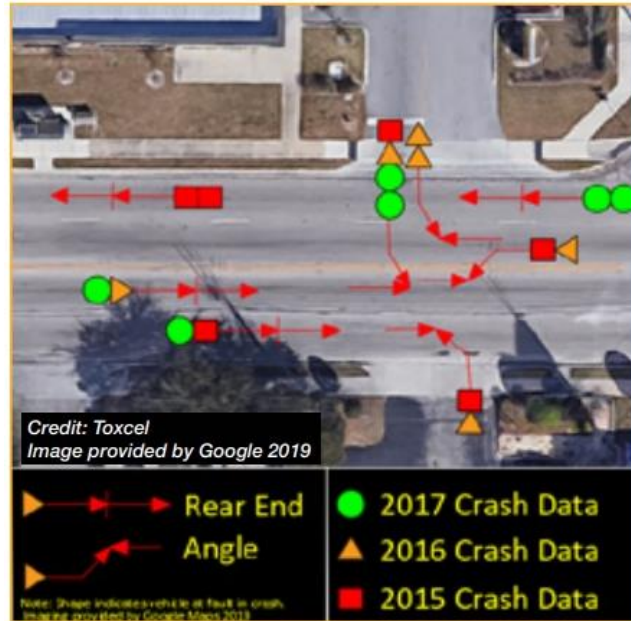 Credit: Toxcel
Image provided by Google 2019
Rear End
Angle
Note: Shape indicates vehicle at fault in crash.
Imaging provided by Google Maps 2019
2017 Crash Data
2016 Crash Data
2015 Crash Data